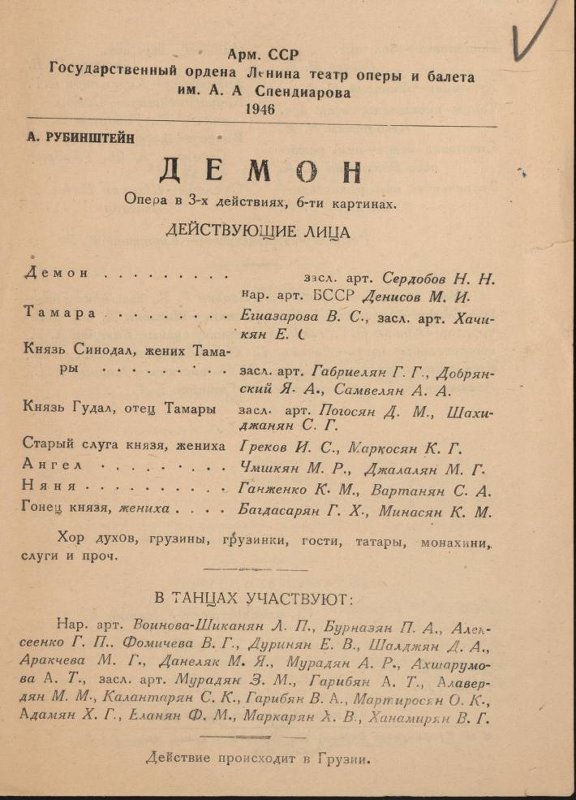 Арм. ССР
Государственный ордена Ленина театр оперы и балета
им. А. А Спендиарова
1946
А. РУБИНШТЕЙН
ДЕМОН
Опера в 3-х действиях, 6-ти картинах.
ДЕЙСТВУЮЩИЕ ЛИЦА
Демон . . . . . . . . . засл. арт. Сердобов Н. Н.
нар. арт. БССР Денисов М. И.
Тамара . . . . . . . . . Егиазарова В. С., засл. арт. Хачи-
кян Е. (
Князь Синодал, жених Тама-
ры . . . . . . . . . засл. арт. Габриелян Г. Г., Добрян-
ский Я. А., Самвелян А. А.
Князь Гудал, отец Тамары засл. арт. Погосян Д. М., Шахи-
джанян С. Г.
Старый слуга князя, жениха Греков И. С., Маркосян К. Г.
Ангел . . . . . . . . . Чмшкян М. Р., Джалалян М. Г.
Няня . . . . . . . . . Ганженко К. М., Вартанян С. А.
Гонец князя, жениха . . . . Багдасарян Г. Х., Минасян К. М.
Хор духов, грузины, грузинки, гости, татары, монахини,
слуги и проч.
В ТАНЦАХ УЧАСТВУЮТ:
Нар. арт. Воинова-Шиканян Л. П., Бурназян П. А., Алек-
сеенко Г. П.. Фомичева В. Г., Дуринян Е. В., Шалджян Д. А.,
Аракчева М. Г., Данеляк М. Я., Мурадян А. Р., Ахшарумо-
ва А. Т., засл. арт. Мурадян З. М., Гарибян А. Т., Алавер-
дян М. М., Калантарян С. К., Гарибян В. А., Мартиросян О. К.,
Адамян Х. Г., Еланян Ф. М., Маркарян Х. В., Ханамирян В. Г.
Действие происходит в Грузии.